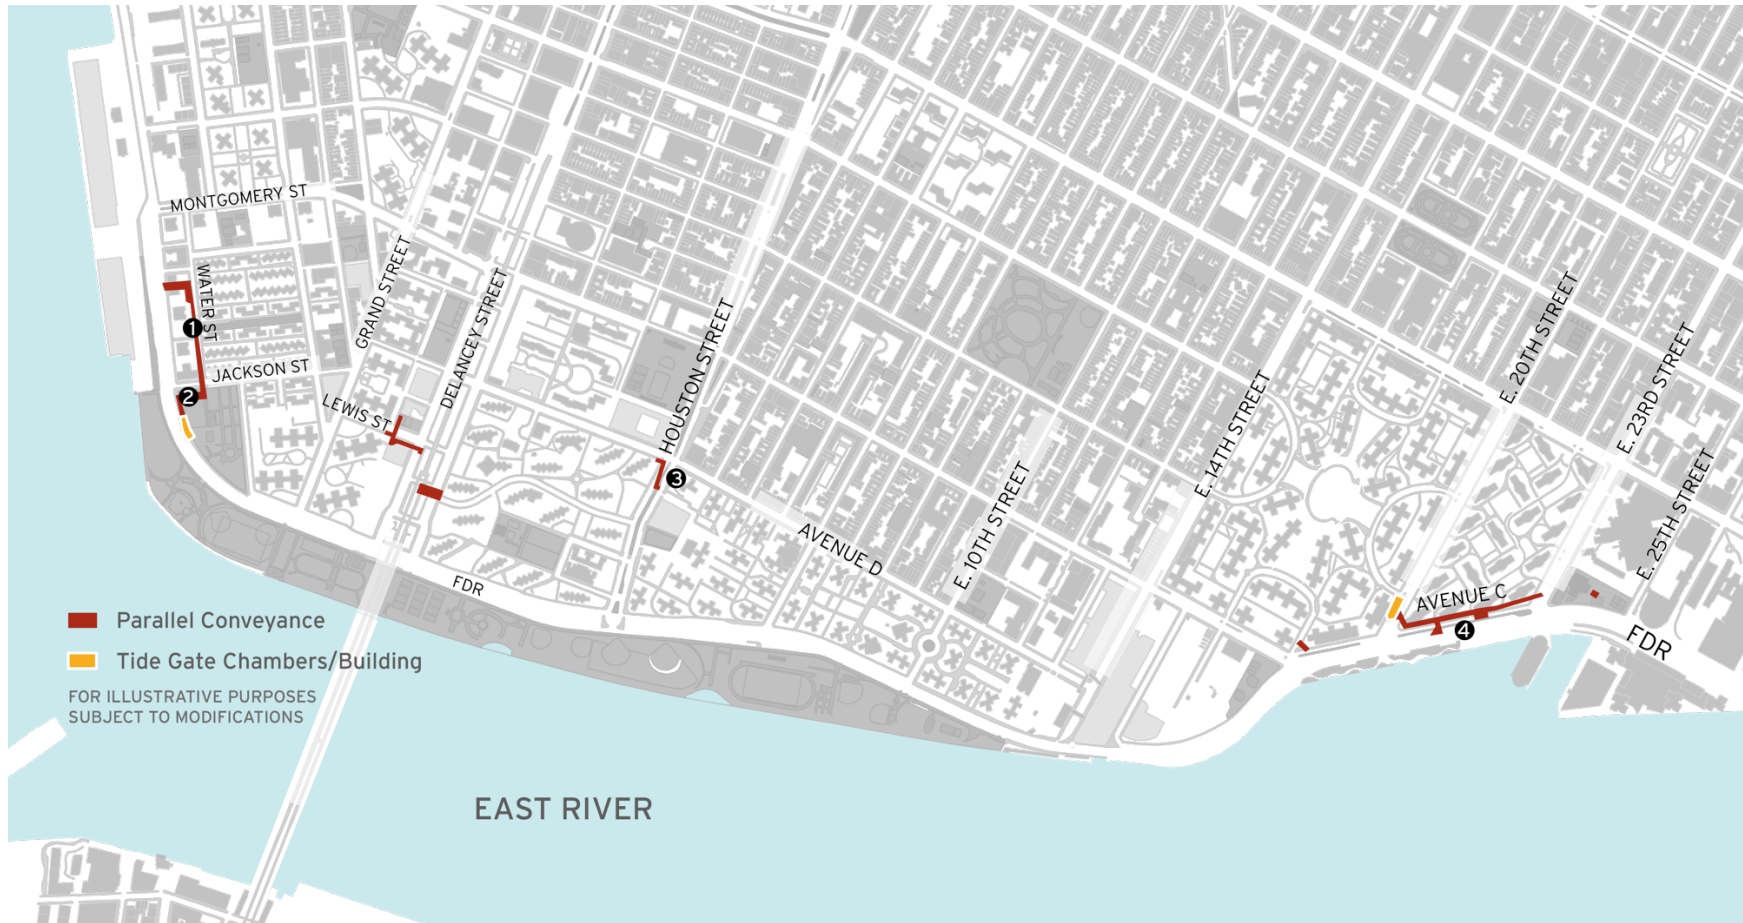 MONTGOMERY ST
WATER ST
GRAND STREET
DELANCEY STREET
HOUSTON STREET
E. 20TH STREET
E. 23RD STREET
1
JACKSON ST
2
LEWIS ST
E. 14TH STREET
3
E. 10TH STREET
E. 25TH STREET
AVENUE D
FDR
AVENUE C
4
FDR
Parallel Conveyance
Tide Gate Chambers/Building
FOR ILLUSTRATIVE PURPOSES
SUBJECT TO MODIFICATIONS
EAST RIVER